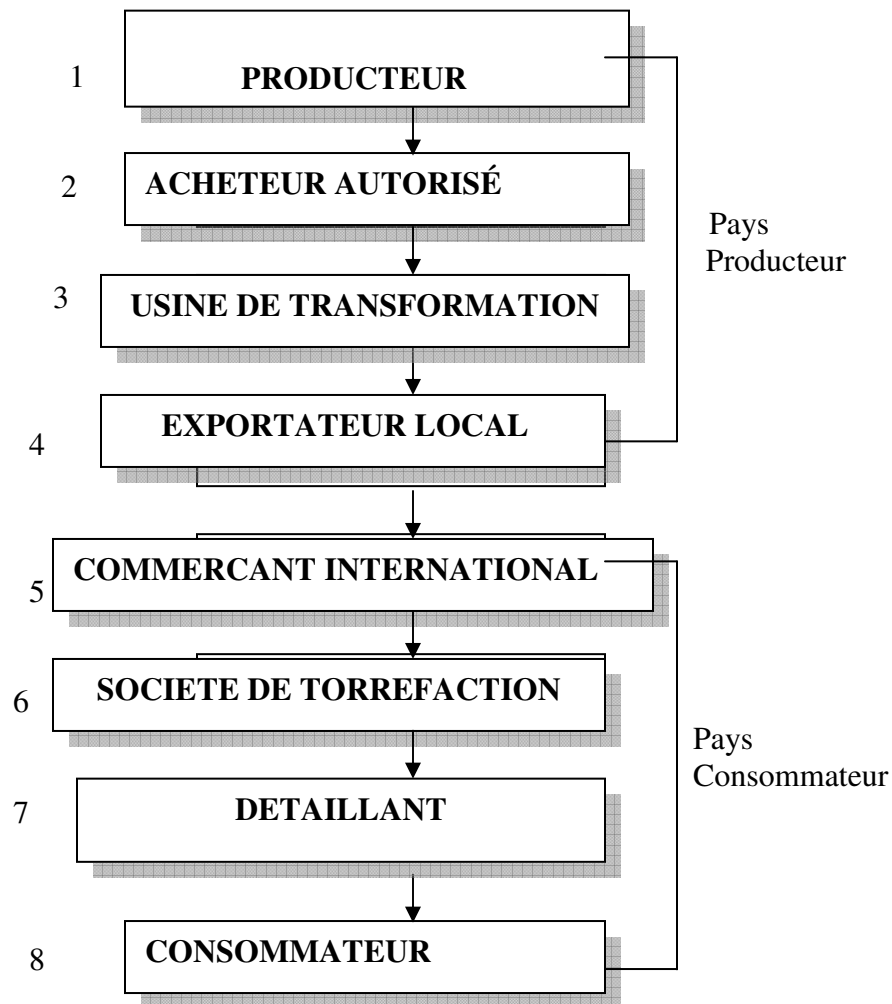 1
PRODUCTEUR
2
ACHETEUR AUTORISÉ
Pays
Producteur
3
USINE DE TRANSFORMATION
4
EXPORTATEUR LOCAL
5
COMMERCANT INTERNATIONAL
6
SOCIETE DE TORREFACTION
Pays
Consommateur
7
DETAILLANT
8
CONSOMMATEUR